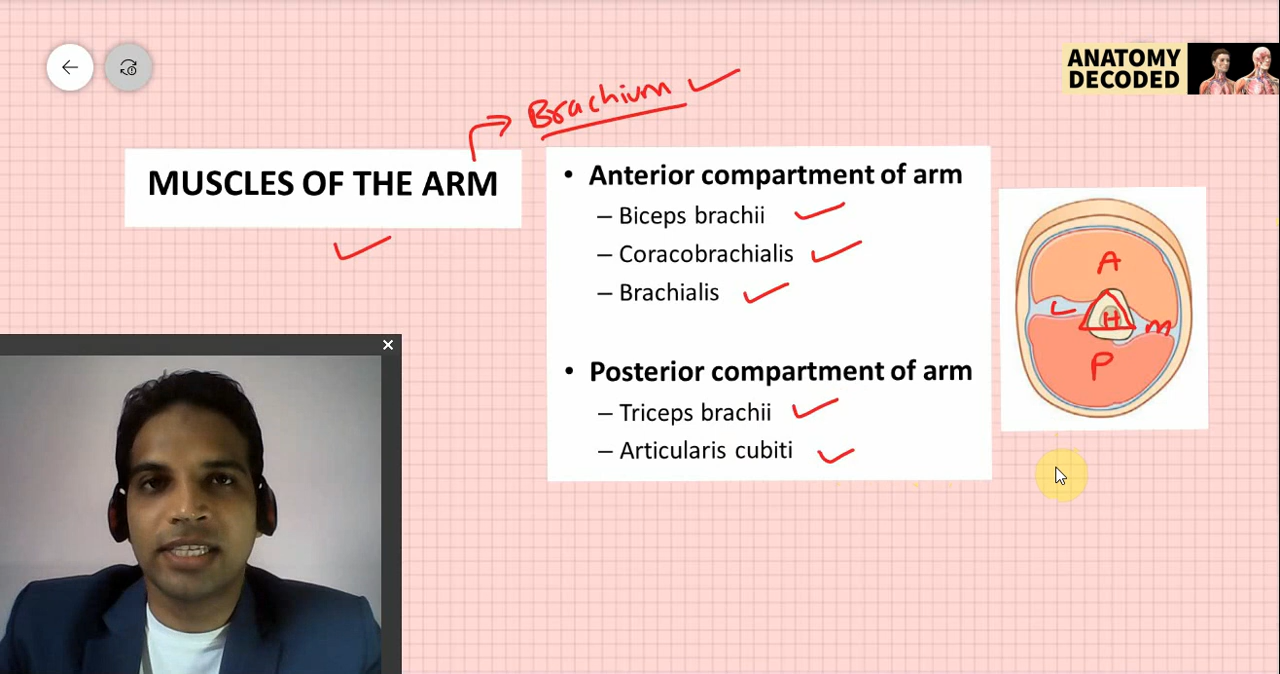 ANATOMY
DECODED
Brachium
MUSCLES OF THE ARM
• Anterior compartment of arm
– Biceps brachii
– Coracobrachialis
– Brachialis
• Posterior compartment of arm
– Triceps brachii
– Articularis cubiti
A
L
H
m
P